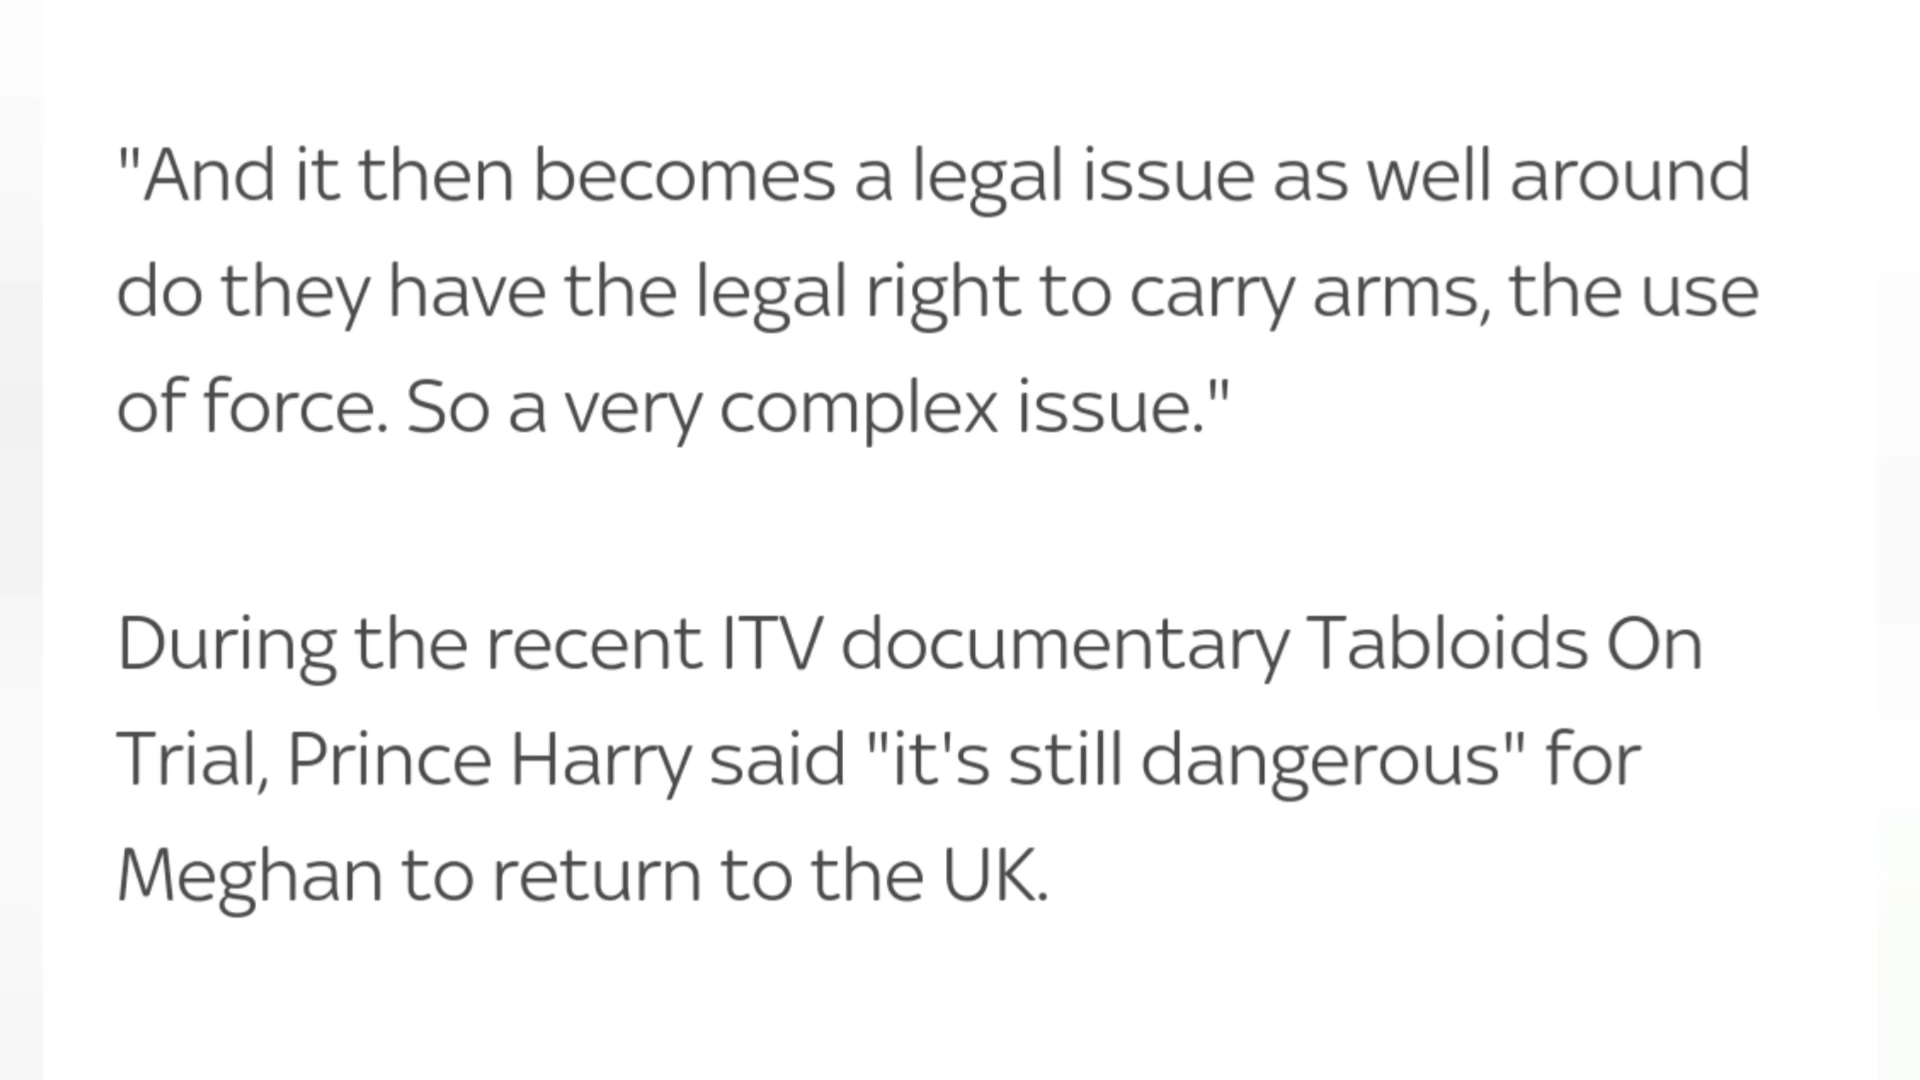 "And it then becomes a legal issue as well around
do they have the legal right to carry arms, the use
of force. So a very complex issue."
During the recent ITV documentary Tabloids On
Trial, Prince Harry said "it's still dangerous" for
Meghan to return to the UK.